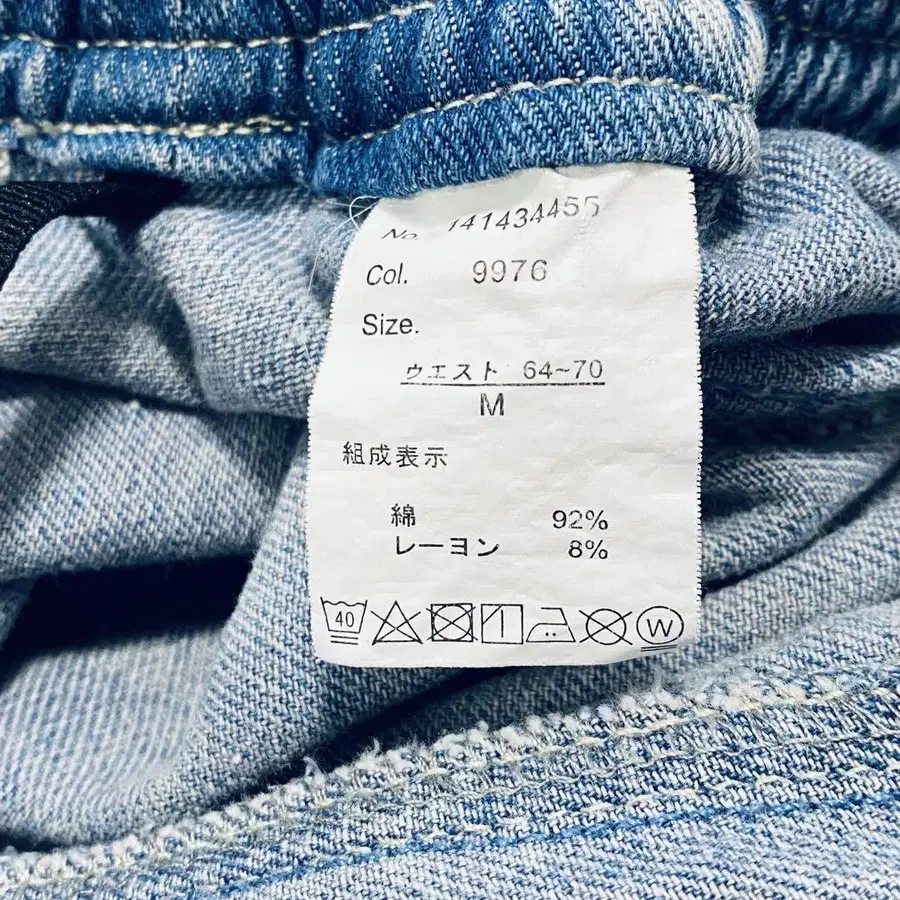 No. 141434455
Col. 9976
Size.
ウエスト 64~70
M
組成表示
綿 92%
レーヨン 8%
40 W